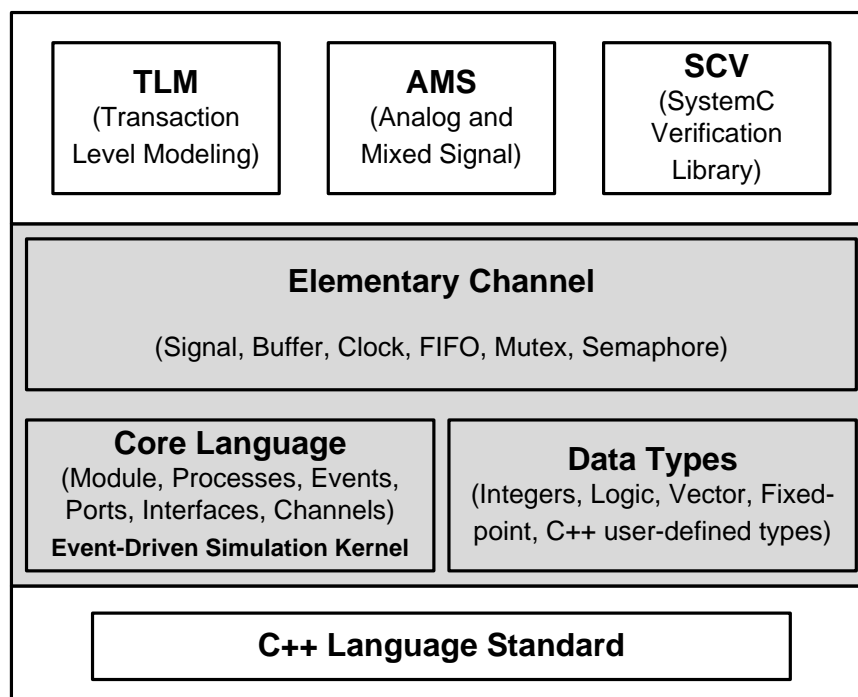 TLM
(Transaction
Level Modeling)
AMS
(Analog and
Mixed Signal)
SCV
(SystemC
Verification
Library)
Elementary Channel
(Signal, Buffer, Clock, FIFO, Mutex, Semaphore)
Core Language
(Module, Processes, Events,
Ports, Interfaces, Channels)
Event-Driven Simulation Kernel
Data Types
(Integers, Logic, Vector, Fixed-
point, C++ user-defined types)
C++ Language Standard